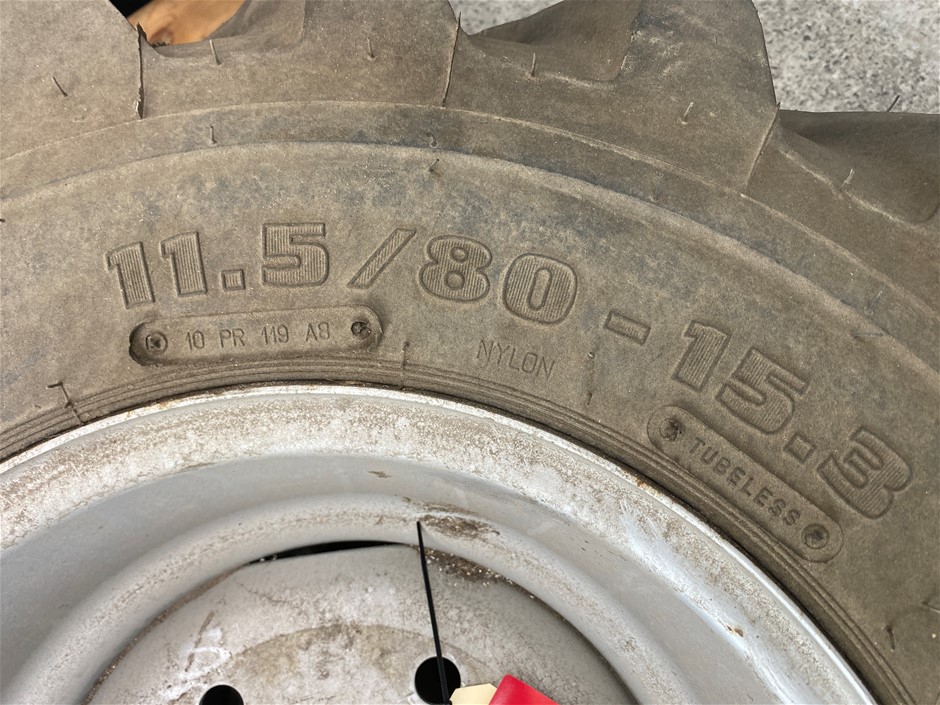 11.5/80-15.3
10 PR 119 A8
NYLON
TUBELESS